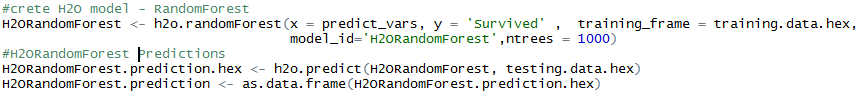 #crete H2O model - RandomForest
H2ORandomForest <- h2o.randomForest(x = predict_vars, y = 'Survived' ,  training_frame = training.data.hex,
model_id='H2ORandomForest',ntrees = 1000)
#H2ORandomForest Predictions
H2ORandomForest.prediction.hex <- h2o.predict(H2ORandomForest, testing.data.hex)
H2ORandomForest.prediction <- as.data.frame(H2ORandomForest.prediction.hex)